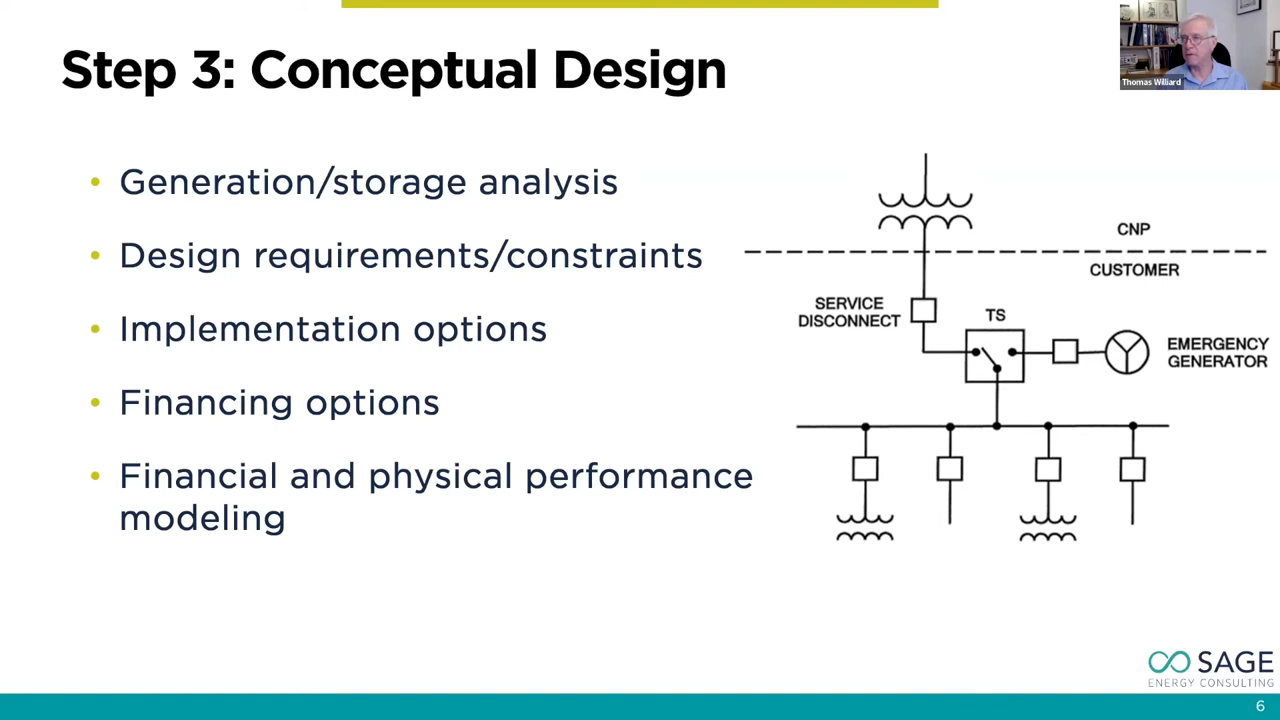 Step 3: Conceptual Design
Thomas Williard
• Generation/storage analysis
• Design requirements/constraints
• Implementation options
• Financing options
• Financial and physical performance
modeling
CNP
CUSTOMER
SERVICE
DISCONNECT
TS
EMERGENCY
GENERATOR
SAGE
ENERGY CONSULTING
6